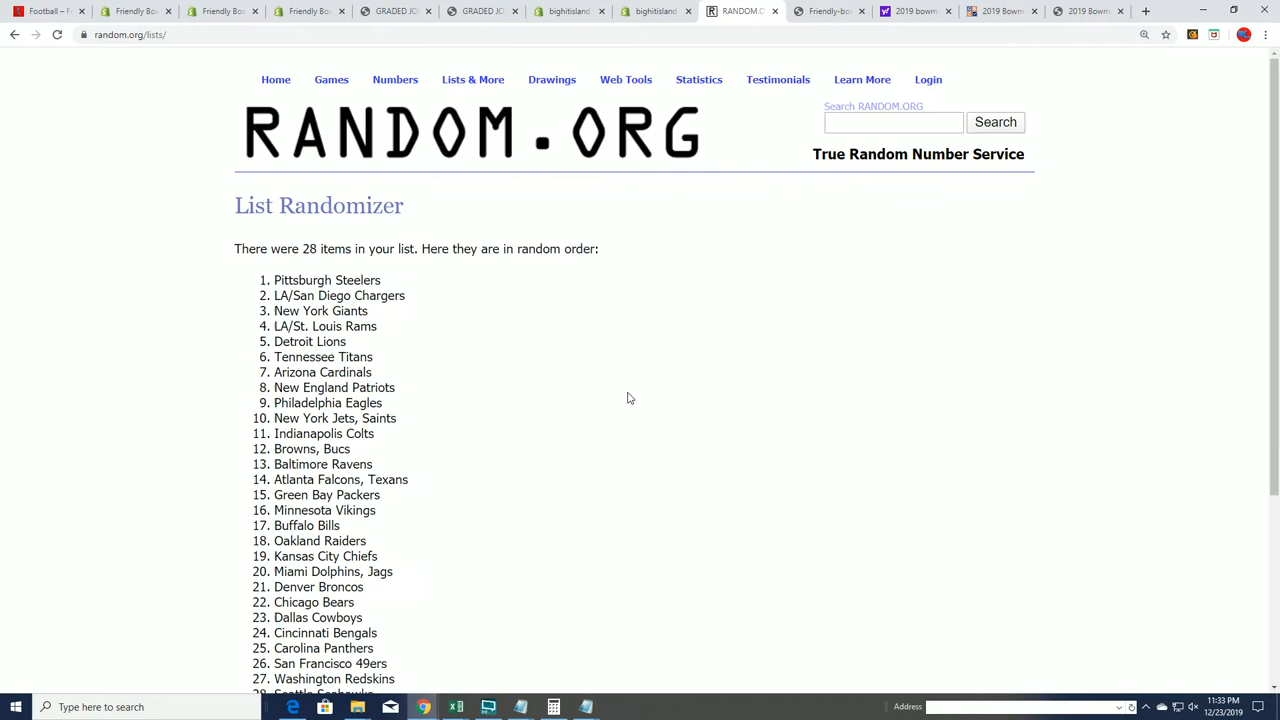 Football – F
Friendly Bo
Friendly Bo
Friendly Box
GRADED JO
GRADED JO
bightisland
bightisland
RANDOM.C
Friendly-bo
2019 bowm
2019 Bowm
2019 Bowm
random.org/lists/
Home Games Numbers Lists & More Drawings Web Tools Statistics Testimonials Learn More Login
RANDOM.ORG
Search RANDOM.ORG
Search
True Random Number Service
List Randomizer
There were 28 items in your list. Here they are in random order:
1. Pittsburgh Steelers
2. LA/San Diego Chargers
3. New York Giants
4. LA/St. Louis Rams
5. Detroit Lions
6. Tennessee Titans
7. Arizona Cardinals
8. New England Patriots
9. Philadelphia Eagles
10. New York Jets, Saints
11. Indianapolis Colts
12. Browns, Bucs
13. Baltimore Ravens
14. Atlanta Falcons, Texans
15. Green Bay Packers
16. Minnesota Vikings
17. Buffalo Bills
18. Oakland Raiders
19. Kansas City Chiefs
20. Miami Dolphins, Jags
21. Denver Broncos
22. Chicago Bears
23. Dallas Cowboys
24. Cincinnati Bengals
25. Carolina Panthers
26. San Francisco 49ers
27. Washington Redskins
28. Seattle Seahawks
Type here to search
Address
11:33 PM
12/23/2019